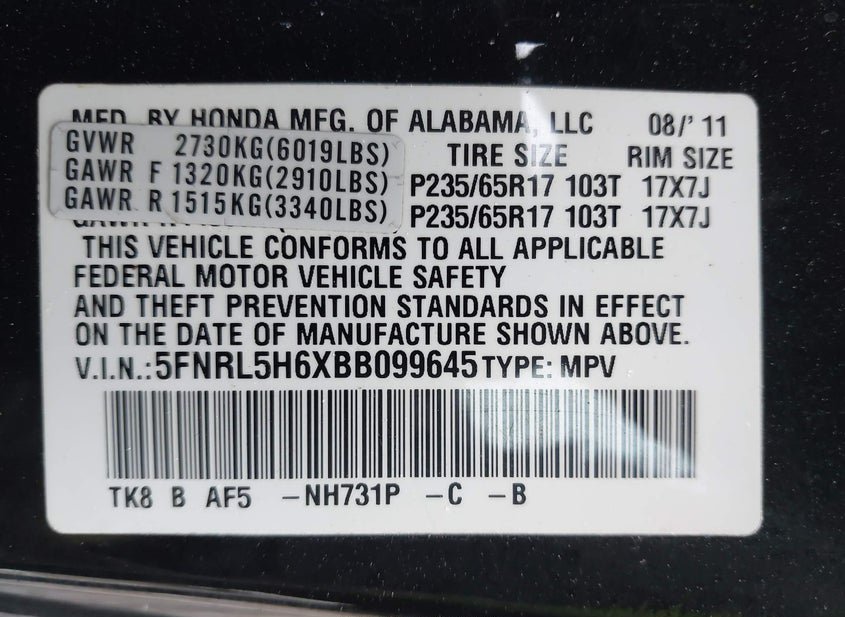 MFD. BY HONDA MFG. OF ALABAMA, LLC 08/'11
GVWR 2730KG(6019LBS) TIRE SIZE RIM SIZE
GAWR F 1320KG(2910LBS) P235/65R17 103T 17X7J
GAWR R 1515KG(3340LBS) P235/65R17 103T 17X7J
THIS VEHICLE CONFORMS TO ALL APPLICABLE
FEDERAL MOTOR VEHICLE SAFETY
AND THEFT PREVENTION STANDARDS IN EFFECT
ON THE DATE OF MANUFACTURE SHOWN ABOVE.
V.I.N.:5FNRL5H6XBB099645 TYPE: MPV
TK8 B AF5 -NH731P -C -B